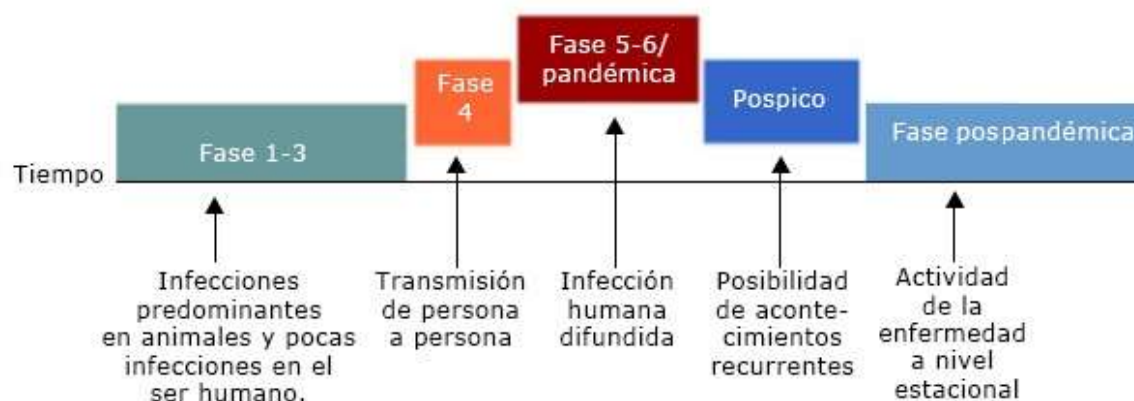 Fase 1-3
Fase
4
Fase 5-6/
pandémica
Pospico
Fase pospandémica
Tiempo
Infecciones
predominantes
en animales y pocas
infecciones en el
ser humano.
Transmisión
de persona
a persona
Infección
humana
difundida
Posibilidad
de aconte-
cimientos
recurrentes
Actividad
de la
enfermedad
a nivel
estacional